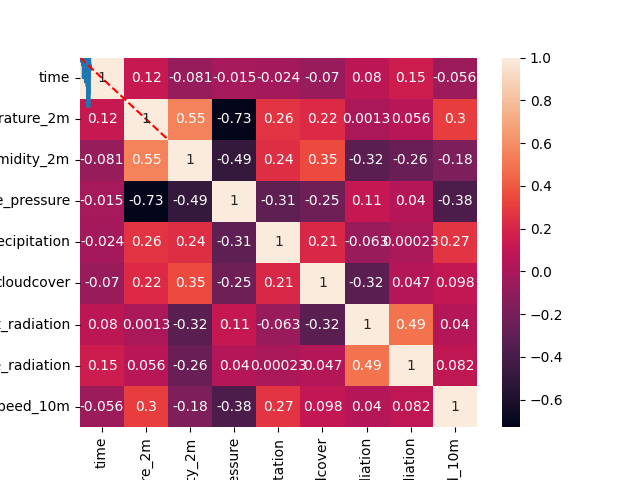 time 1 0.12 -0.081 -0.015 -0.024 -0.07 0.08 0.15 -0.056 1.0
0.8
rature_2m 0.12 1 0.55 -0.73 0.26 0.22 0.0013 0.056 0.3
midity_2m -0.081 0.55 1 -0.49 0.24 0.35 -0.32 -0.26 -0.18 0.6
0.4
e_pressure -0.015 -0.73 -0.49 1 -0.31 -0.25 0.11 0.04 -0.38
0.2
ecipitation -0.024 0.26 0.24 -0.31 1 0.21 -0.063 0.00023 0.27
0.0
cloudcover -0.07 0.22 0.35 -0.25 0.21 1 -0.32 0.047 0.098
−0.2
t_radiation 0.08 0.0013 -0.32 0.11 -0.063 -0.32 1 0.49 0.04
−0.4
e_radiation 0.15 0.056 -0.26 0.04 0.00023 0.047 0.49 1 0.082
−0.6
peed_10m -0.056 0.3 -0.18 -0.38 0.27 0.098 0.04 0.082 1
time
re_2m
ty_2m
essure
tation
dcover
diation
diation
d_10m